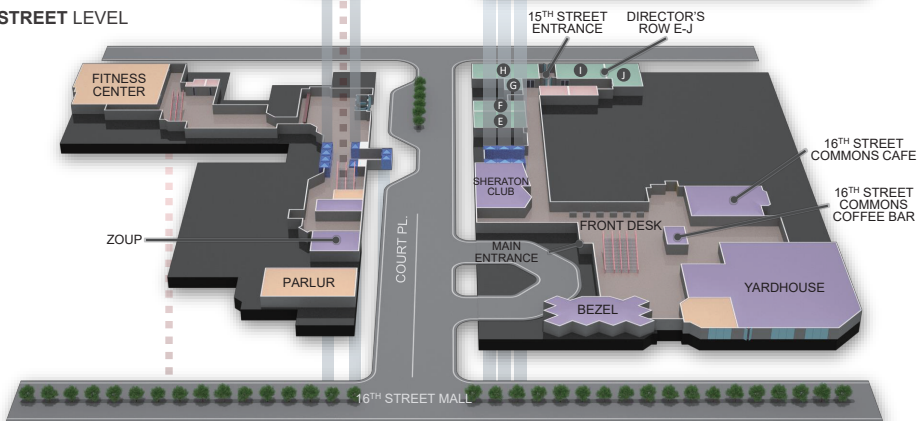 STREET LEVEL
15TH STREET
ENTRANCE
DIRECTOR'S
ROW E-J
FITNESS
CENTER
H
I
J
G
F
E
16TH STREET
COMMONS CAFE
SHERATON
CLUB
16TH STREET
COMMONS
COFFEE BAR
FRONT DESK
ZOUP
MAIN
ENTRANCE
COURT PL.
PARLUR
YARDHOUSE
BEZEL
16TH STREET MALL